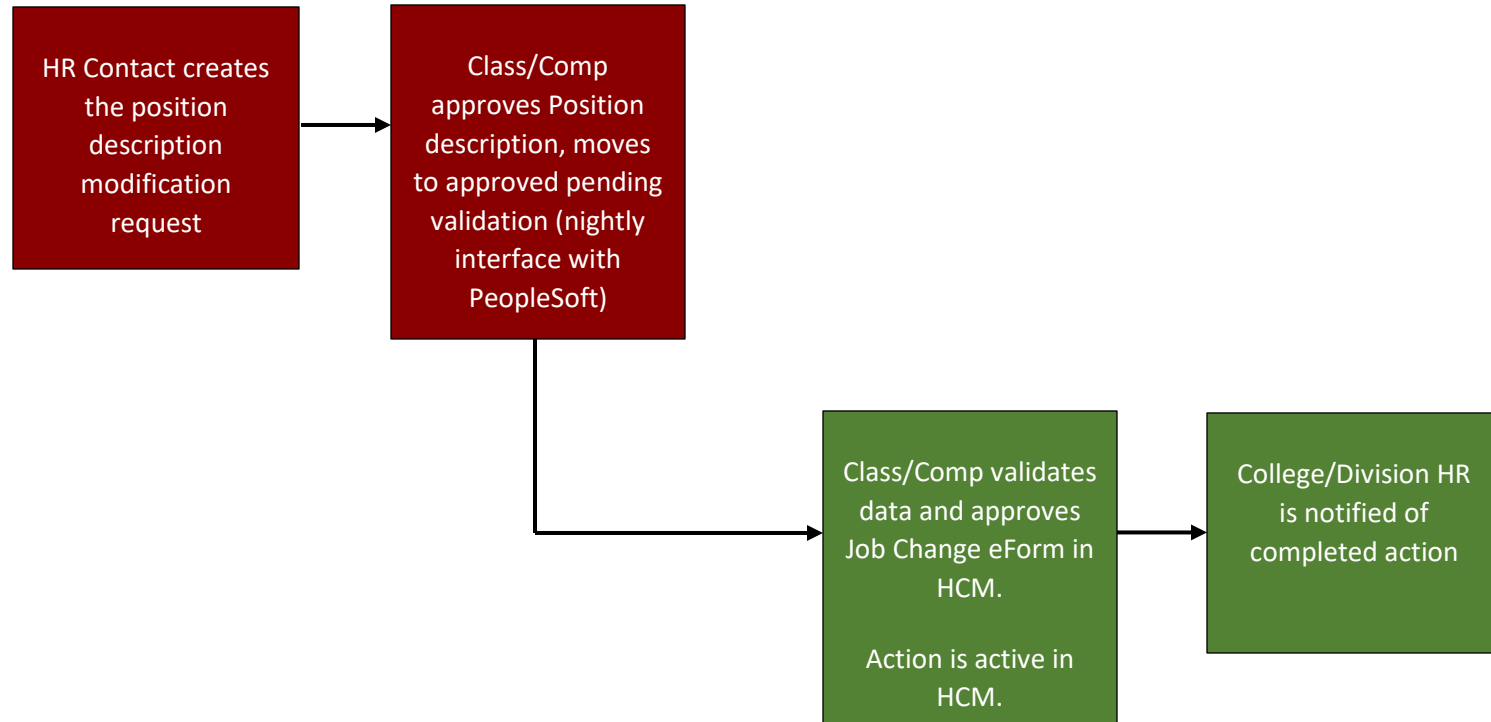 HR Contact creates
the position
description
modification
request
Class/Comp
approves Position
description, moves
to approved pending
validation (nightly
interface with
PeopleSoft)
Class/Comp validates
data and approves
Job Change eForm in
HCM.
Action is active in
HCM.
College/Division HR
is notified of
completed action